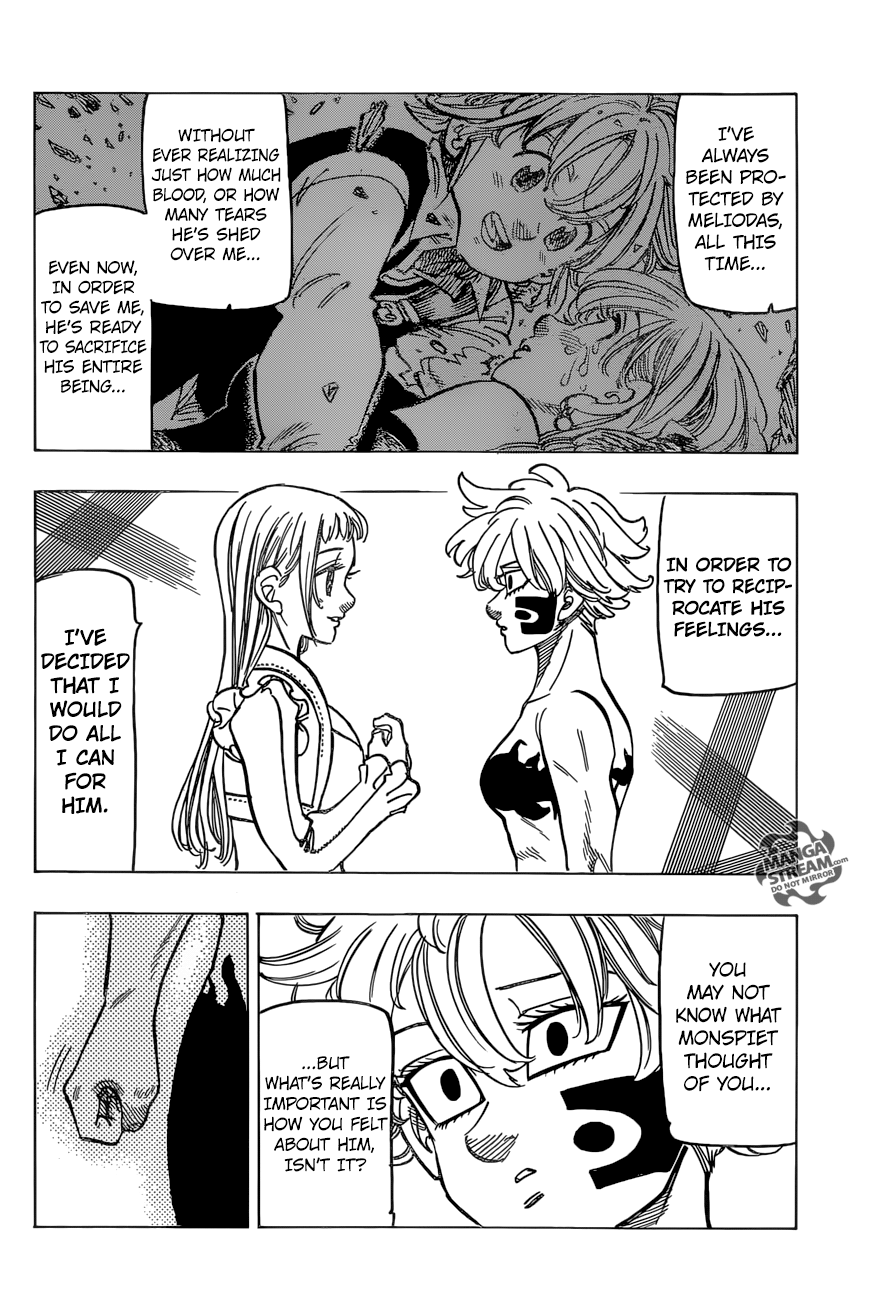 I'VE
ALWAYS
BEEN PRO-
TECTED BY
MELIODAS,
ALL THIS
TIME...
WITHOUT
EVER REALIZING
JUST HOW MUCH
BLOOD, OR HOW
MANY TEARS
HE'S SHED
OVER ME...
EVEN NOW,
IN ORDER
TO SAVE ME,
HE'S READY
TO SACRIFICE
HIS ENTIRE
BEING...
IN ORDER TO
TRY TO RECIP-
ROCATE HIS
FEELINGS...
I'VE
DECIDED
THAT I
WOULD
DO ALL
I CAN
FOR
HIM.
MANGA
STREAM.com
DO NOT MIRROR
YOU
MAY NOT
KNOW WHAT
MONSPIET
THOUGHT
OF YOU...
...BUT
WHAT'S REALLY
IMPORTANT IS
HOW YOU FELT
ABOUT HIM,
ISN'T IT?